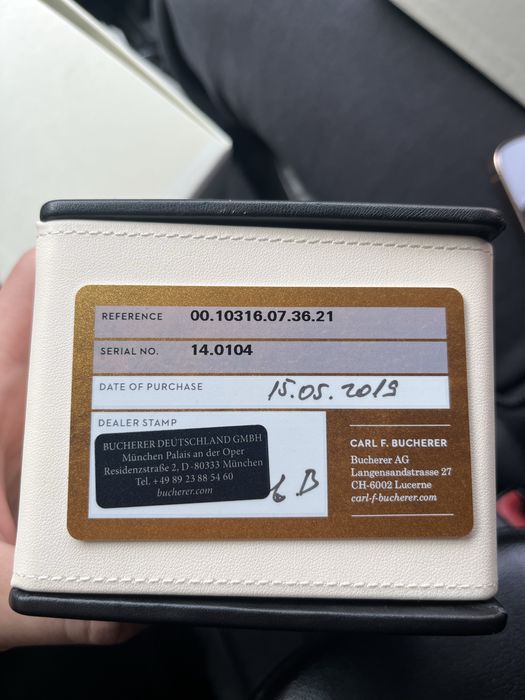 REFERENCE 00.10316.07.36.21
SERIAL NO. 14.0104
DATE OF PURCHASE 15.05.2019
DEALER STAMP
BUCHERER DEUTSCHLAND GMBH
München Palais an der Oper
Residenzstraße 2, D-80333 München
Tel. +49 89 23 88 54 60
bucherer.com
B
CARL F. BUCHERER
Bucherer AG
Langensandstrasse 27
CH-6002 Lucerne
carl-f-bucherer.com